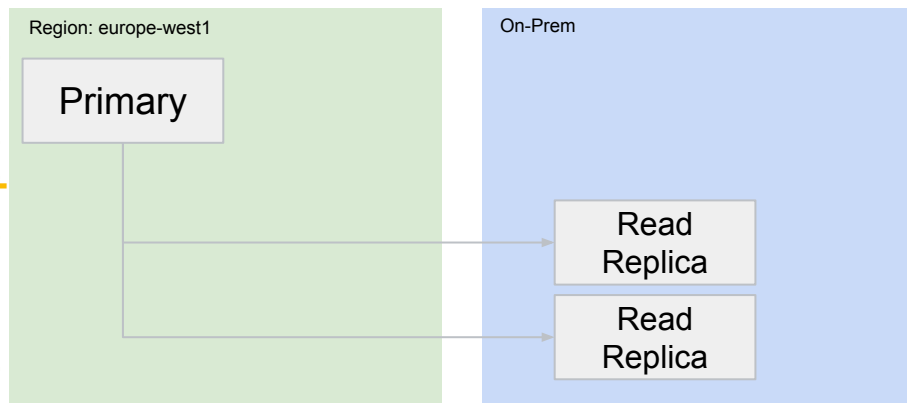 Region: europe-west1
On-Prem
Primary
Read
Replica
Read
Replica